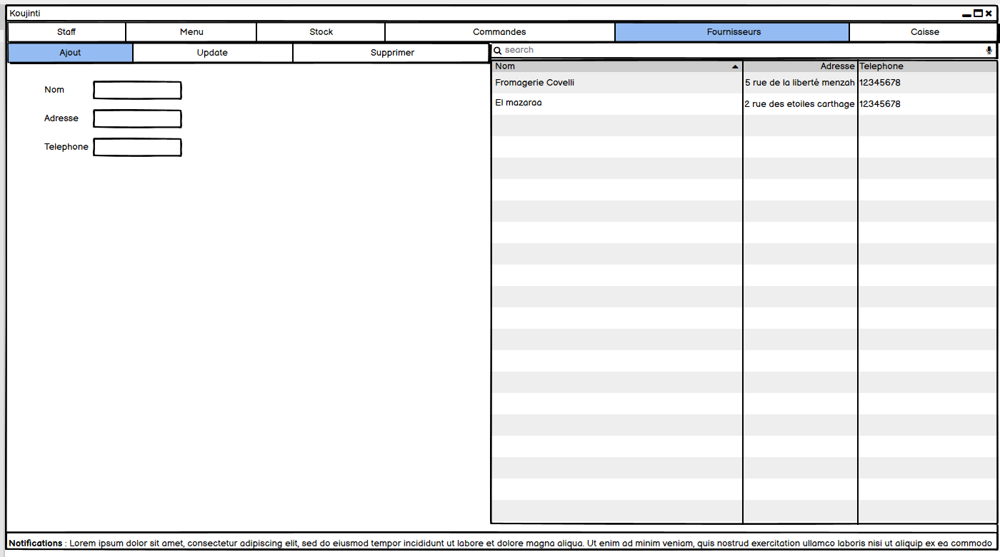 Koujinti
Staff Menu Stock Commandes Fournisseurs Caisse
Ajout Update Supprimer
search
Nom Adresse Telephone
Fromagerie Covelli 5 rue de la liberté menzah 12345678
El mazaraa 2 rue des etoiles carthage 12345678
Nom
Adresse
Telephone
Notifications : Lorem ipsum dolor sit amet, consectetur adipiscing elit, sed do eiusmod tempor incididunt ut labore et dolore magna aliqua. Ut enim ad minim veniam, quis nostrud exercitation ullamco laboris nisi ut aliquip ex ea commodo